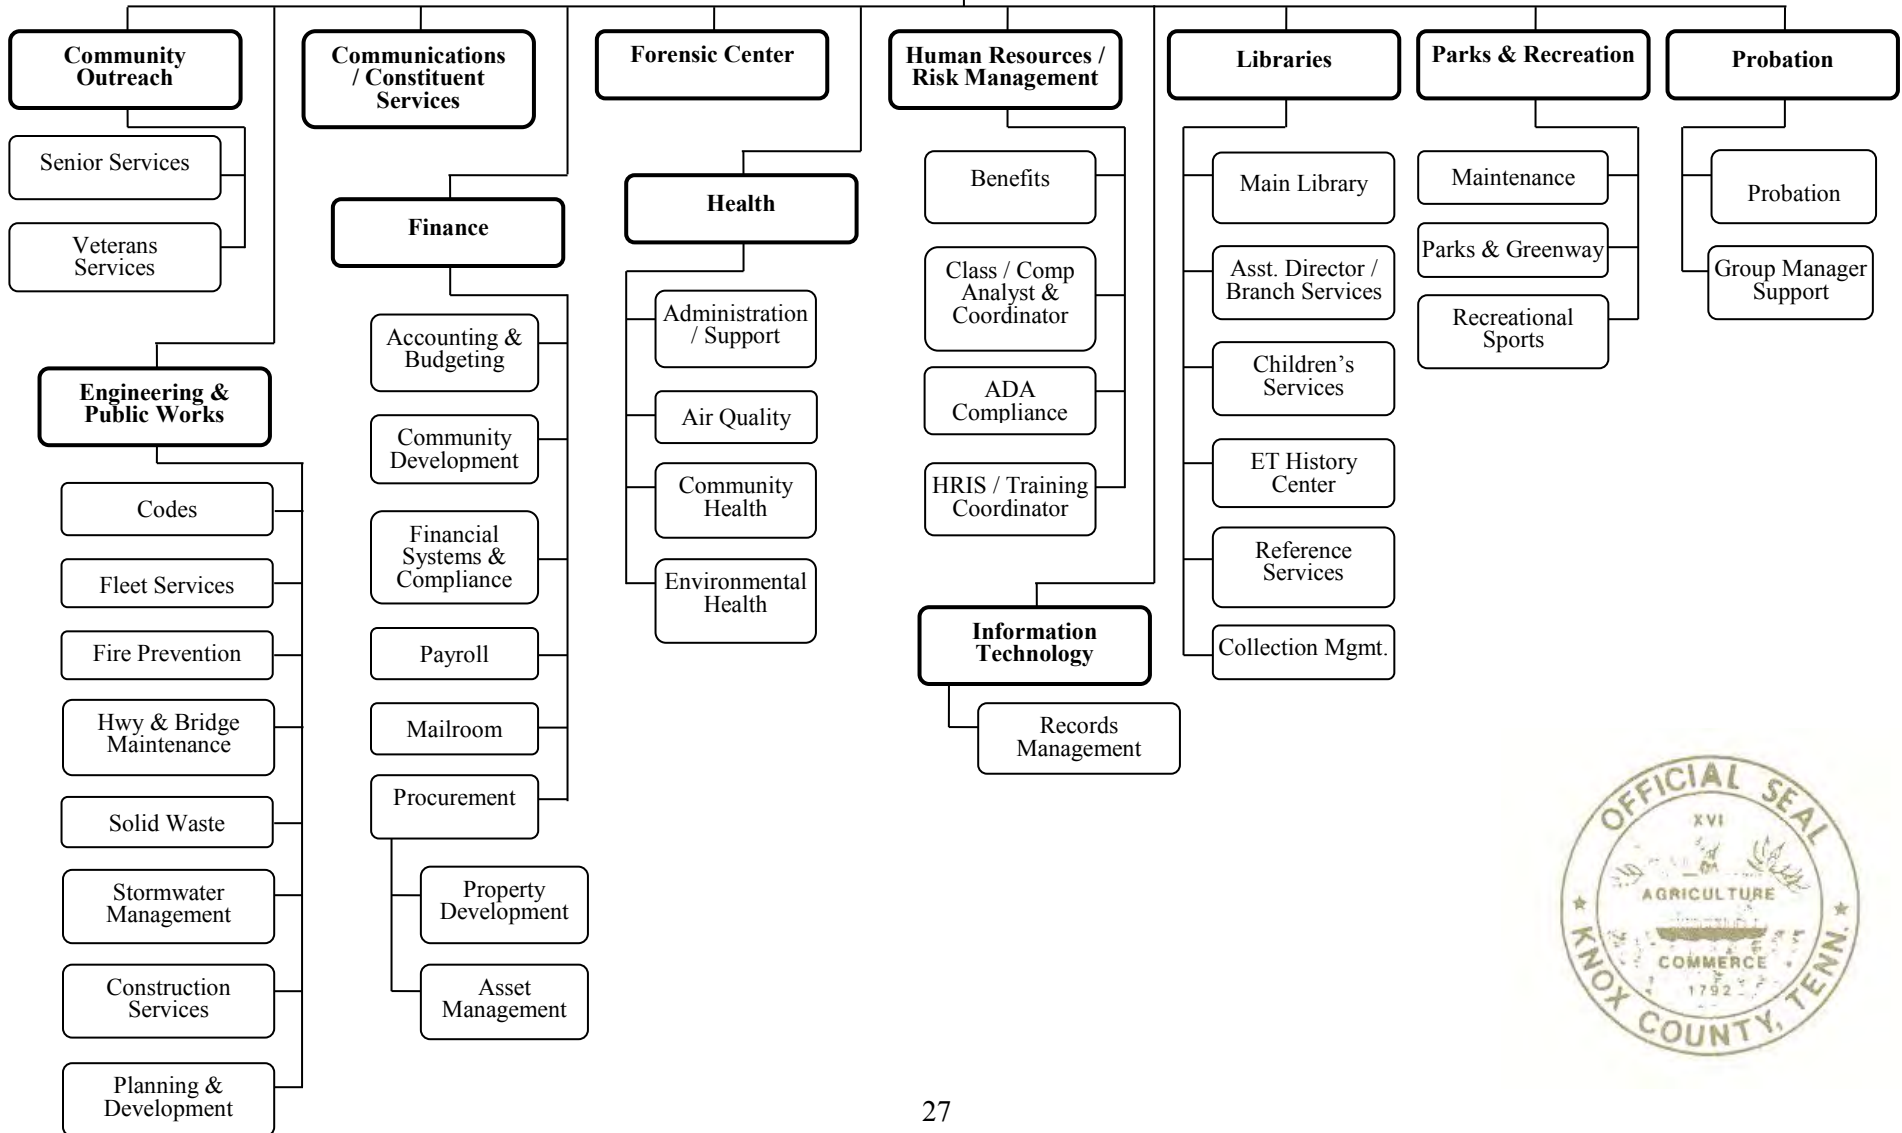 Community
Outreach
Senior Services
Veterans
Services
Engineering &
Public Works
Codes
Fleet Services
Fire Prevention
Hwy & Bridge
Maintenance
Solid Waste
Stormwater
Management
Construction
Services
Planning &
Development
Communications
/ Constituent
Services
Finance
Accounting &
Budgeting
Community
Development
Financial
Systems &
Compliance
Payroll
Mailroom
Procurement
Property
Development
Asset
Management
Forensic Center
Health
Administration
/ Support
Air Quality
Community
Health
Environmental
Health
Human Resources /
Risk Management
Benefits
Class / Comp
Analyst &
Coordinator
ADA
Compliance
HRIS / Training
Coordinator
Information
Technology
Records
Management
Libraries
Main Library
Asst. Director /
Branch Services
Children’s
Services
ET History
Center
Reference
Services
Collection Mgmt.
Parks & Recreation
Maintenance
Parks & Greenway
Recreational
Sports
Probation
Probation
Group Manager
Support
OFFICIAL SEAL
XVI
AGRICULTURE
COMMERCE
1792
KNOX COUNTY, TENN.
27